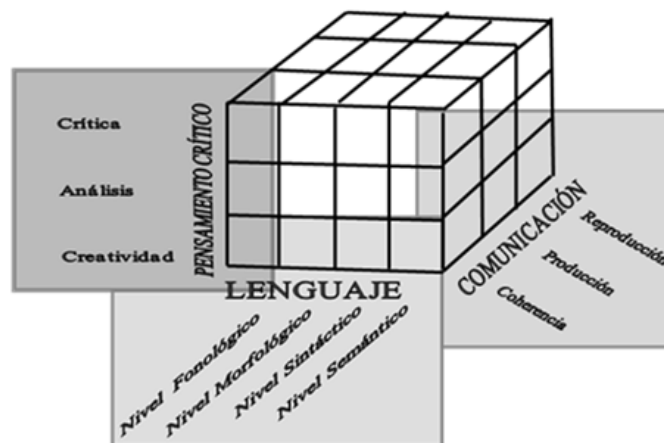 Crítica
Análisis
Creatividad
PENSAMIENTO CRÍTICO
LENGUAJE
Nivel Fonológico
Nivel Morfológico
Nivel Sintáctico
Nivel Semántico
COMUNICACIÓN
Reproducción
Producción
Coherencia